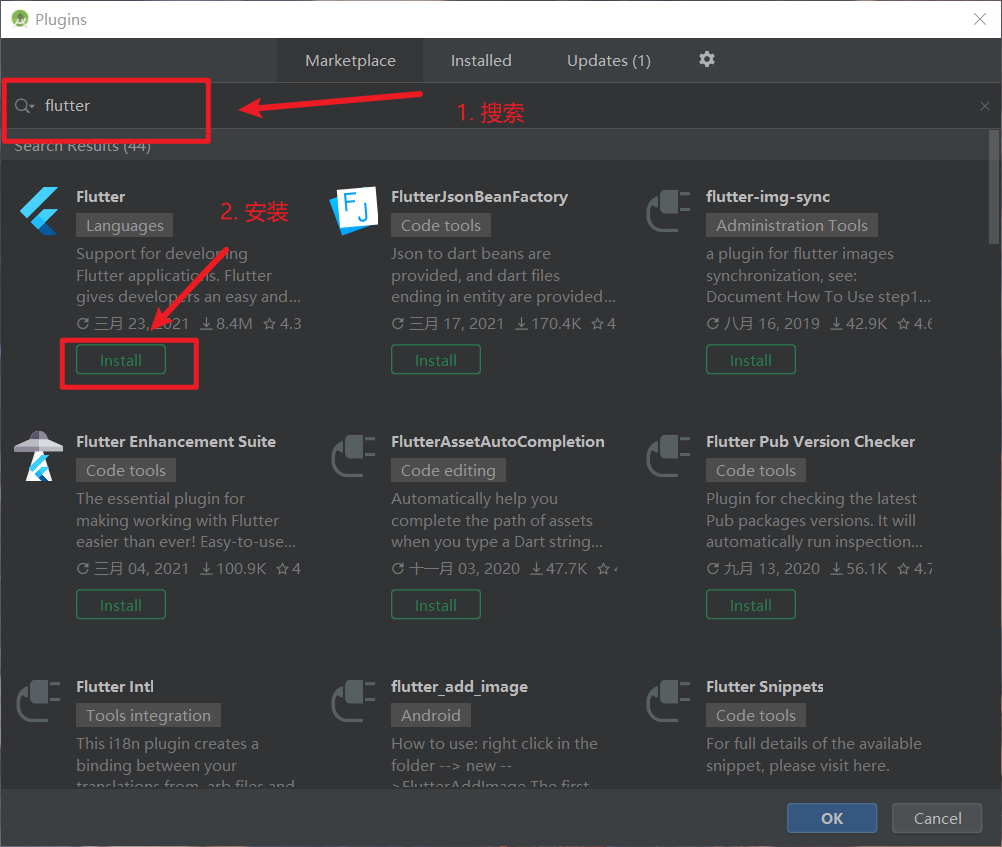 Plugins
Marketplace
Installed
Updates (1)
flutter
1. 搜索
Search Results (44)
Flutter
Languages
Support for developing
Flutter applications. Flutter
gives developers an easy and...
三月 23, 2021 8.4M 4.3
Install
2. 安装
FlutterJsonBeanFactory
Code tools
Json to dart beans are
provided, and dart files
ending in entity are provided...
三月 17, 2021 170.4K 4
Install
flutter-img-sync
Administration Tools
a plugin for flutter images
synchronization, see:
Document How To Use step1...
八月 16, 2019 42.9K 4.6
Install
Flutter Enhancement Suite
Code tools
The essential plugin for
making working with Flutter
easier than ever! Easy-to-use...
三月 04, 2021 100.9K 4
Install
FlutterAssetAutoCompletion
Code editing
Automatically help you
complete the path of assets
when you type a Dart string...
十一月 03, 2020 47.7K
Install
Flutter Pub Version Checker
Code tools
Plugin for checking the latest
Pub packages versions. It will
automatically run inspection...
九月 13, 2020 56.1K 4.7
Install
Flutter Intl
Tools integration
This i18n plugin creates a
binding between your
translations from .arb files and
flutter_add_image
Android
How to use: right click in the
folder --> new --
>FlutterAddImage The first
Flutter Snippets
Code tools
For full details of the available
snippet, please visit here.
OK
Cancel